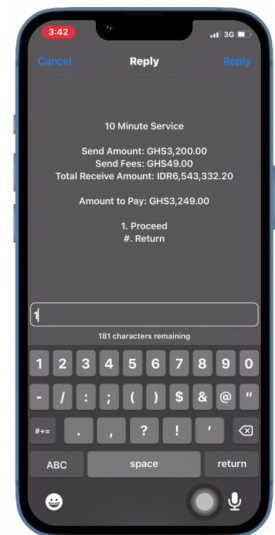 3:42
3G
Cancel Reply Reply
10 Minute Service
Send Amount: GHS3,200.00
Send Fees: GHS49.00
Total Receive Amount: IDR6,543,332.20
Amount to Pay: GHS3,249.00
1. Proceed
#. Return
1
181 characters remaining
1 2 3 4 5 6 7 8 9 0
- / : ; ( ) $ & @ "
#+= . , ? ! '
ABC space return